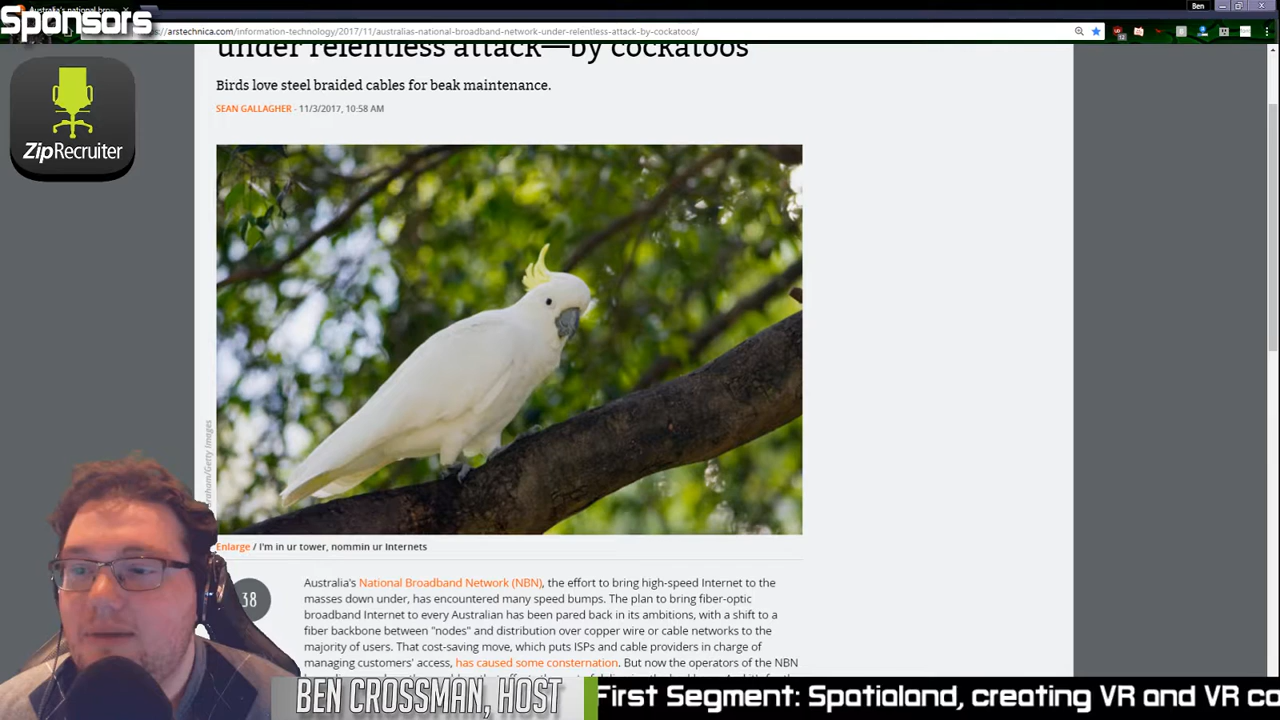 Sponsors
Australia's national broa
Ben
arstechnica.com/information-technology/2017/11/australias-national-broadband-network-under-relentless-attack-by-cockatoos/
under relentless attack—by cockatoos
Birds love steel braided cables for beak maintenance.
SEAN GALLAGHER - 11/3/2017, 10:58 AM
ZipRecruiter
/Getty Images
Enlarge / I'm in ur tower, nommin ur Internets
38
Australia's National Broadband Network (NBN), the effort to bring high-speed Internet to the
masses down under, has encountered many speed bumps. The plan to bring fiber-optic
broadband Internet to every Australian has been pared back in its ambitions, with a shift to a
fiber backbone between "nodes" and distribution over copper wire or cable networks to the
majority of users. That cost-saving move, which puts ISPs and cable providers in charge of
managing customers' access, has caused some consternation. But now the operators of the NBN
BEN CROSSMAN, HOST
First Segment: Spatialand, creating VR and VR co